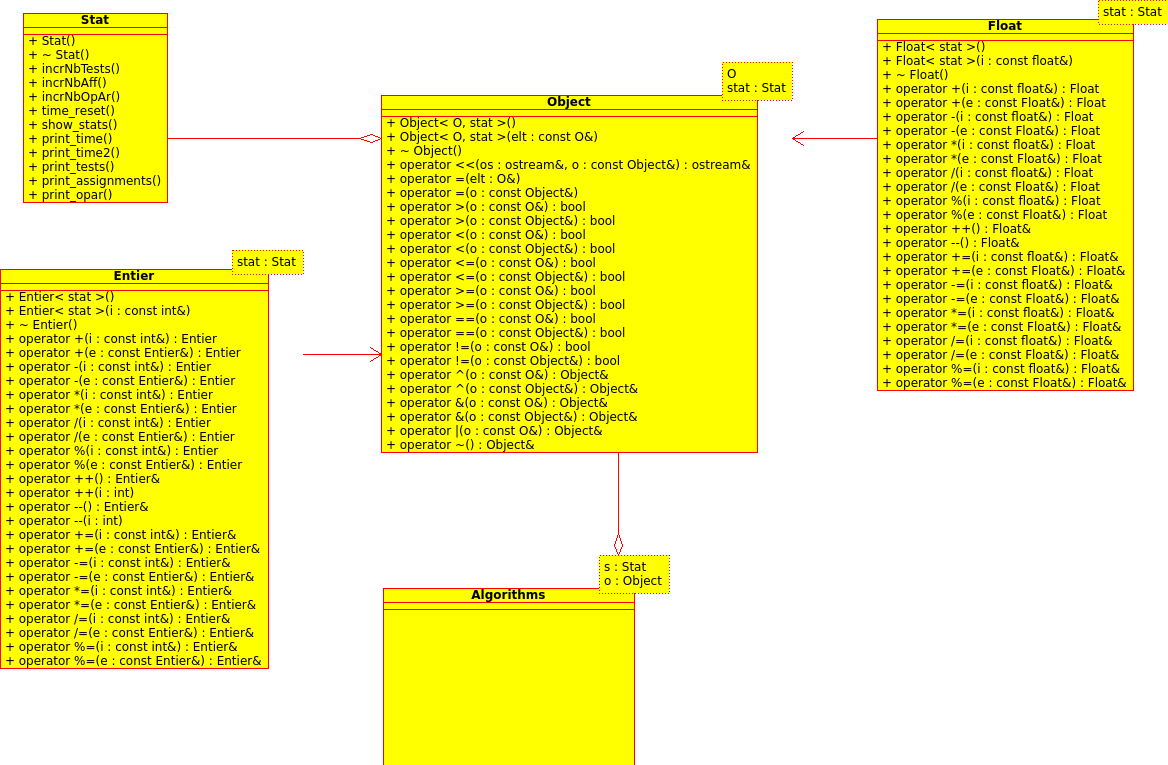 Stat
+ Stat()
+ ~ Stat()
+ incrNbTests()
+ incrNbAff()
+ incrNbOpAr()
+ time_reset()
+ show_stats()
+ print_time()
+ print_time2()
+ print_tests()
+ print_assignments()
+ print_opar()
stat : Stat
Entier
+ Entier< stat >()
+ Entier< stat >(i : const int&)
+ ~ Entier()
+ operator +(i : const int&) : Entier
+ operator +(e : const Entier&) : Entier
+ operator -(i : const int&) : Entier
+ operator -(e : const Entier&) : Entier
+ operator *(i : const int&) : Entier
+ operator *(e : const Entier&) : Entier
+ operator /(i : const int&) : Entier
+ operator /(e : const Entier&) : Entier
+ operator %(i : const int&) : Entier
+ operator %(e : const Entier&) : Entier
+ operator ++() : Entier&
+ operator ++(i : int)
+ operator --() : Entier&
+ operator --(i : int)
+ operator +=(i : const int&) : Entier&
+ operator +=(e : const Entier&) : Entier&
+ operator -=(i : const int&) : Entier&
+ operator -=(e : const Entier&) : Entier&
+ operator *=(i : const int&) : Entier&
+ operator *=(e : const Entier&) : Entier&
+ operator /=(i : const int&) : Entier&
+ operator /=(e : const Entier&) : Entier&
+ operator %=(i : const int&) : Entier&
+ operator %=(e : const Entier&) : Entier&
O
stat : Stat
Object
+ Object< O, stat >()
+ Object< O, stat >(elt : const O&)
+ ~ Object()
+ operator <<(os : ostream&, o : const Object&) : ostream&
+ operator =(elt : O&)
+ operator =(o : const Object&)
+ operator >(o : const O&) : bool
+ operator >(o : const Object&) : bool
+ operator <(o : const O&) : bool
+ operator <(o : const Object&) : bool
+ operator <=(o : const O&) : bool
+ operator <=(o : const Object&) : bool
+ operator >=(o : const O&) : bool
+ operator >=(o : const Object&) : bool
+ operator ==(o : const O&) : bool
+ operator ==(o : const Object&) : bool
+ operator !=(o : const O&) : bool
+ operator !=(o : const Object&) : bool
+ operator ^(o : const O&) : Object&
+ operator ^(o : const Object&) : Object&
+ operator &(o : const O&) : Object&
+ operator &(o : const Object&) : Object&
+ operator |(o : const O&) : Object&
+ operator ~() : Object&
s : Stat
o : Object
Algorithms
stat : Stat
Float
+ Float< stat >()
+ Float< stat >(i : const float&)
+ ~ Float()
+ operator +(i : const float&) : Float
+ operator +(e : const Float&) : Float
+ operator -(i : const float&) : Float
+ operator -(e : const Float&) : Float
+ operator *(i : const float&) : Float
+ operator *(e : const Float&) : Float
+ operator /(i : const float&) : Float
+ operator /(e : const Float&) : Float
+ operator %(i : const float&) : Float
+ operator %(e : const Float&) : Float
+ operator ++() : Float&
+ operator --() : Float&
+ operator +=(i : const float&) : Float&
+ operator +=(e : const Float&) : Float&
+ operator -=(i : const float&) : Float&
+ operator -=(e : const Float&) : Float&
+ operator *=(i : const float&) : Float&
+ operator *=(e : const Float&) : Float&
+ operator /=(i : const float&) : Float&
+ operator /=(e : const Float&) : Float&
+ operator %=(i : const float&) : Float&
+ operator %=(e : const Float&) : Float&